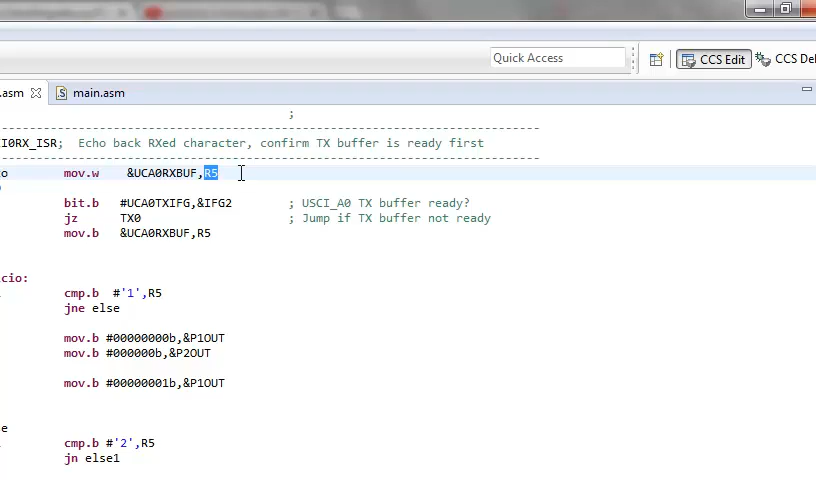 Quick Access
CCS Edit
CCS De
.asm
main.asm
;
I0RX_ISR; Echo back RXed character, confirm TX buffer is ready first
mov.w &UCA0RXBUF,R5
bit.b #UCA0TXIFG,&IFG2 ; USCI_A0 TX buffer ready?
jz TX0 ; Jump if TX buffer not ready
mov.b &UCA0RXBUF,R5
cio:
cmp.b #'1',R5
jne else
mov.b #00000000b,&P1OUT
mov.b #000000b,&P2OUT
mov.b #00000001b,&P1OUT
e
cmp.b #'2',R5
jn else1